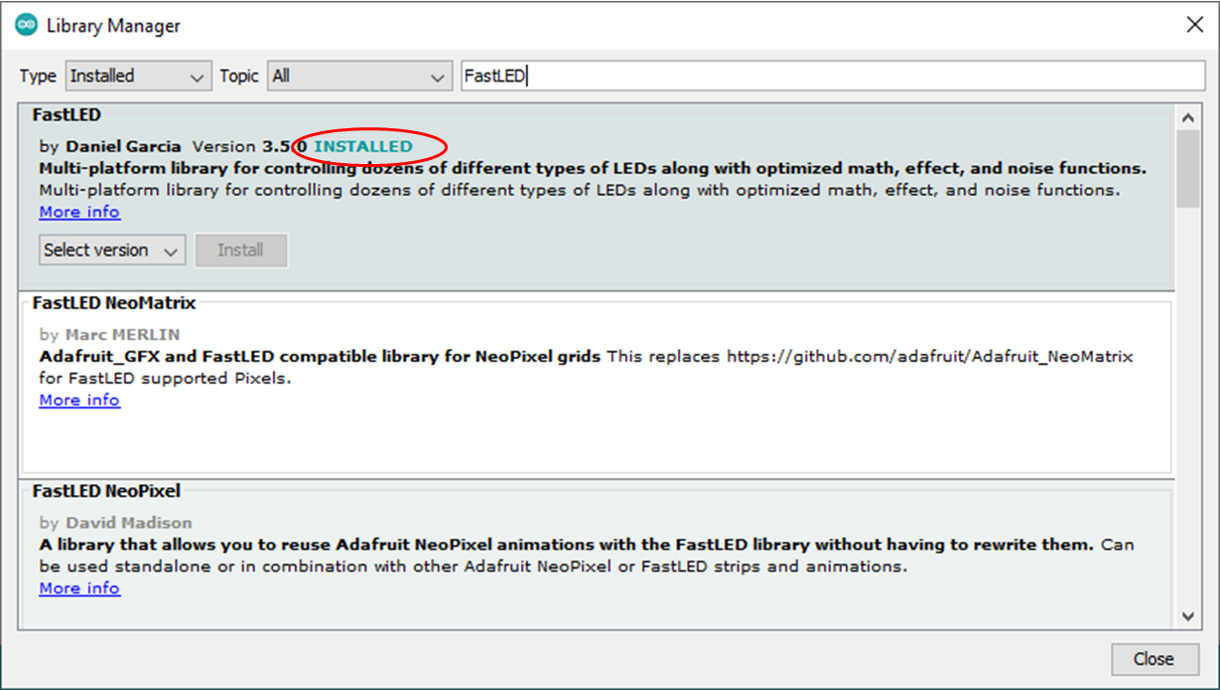 Library Manager
Type Installed Topic All FastLED
FastLED
by Daniel Garcia Version 3.5.0 INSTALLED
Multi-platform library for controlling dozens of different types of LEDs along with optimized math, effect, and noise functions.
Multi-platform library for controlling dozens of different types of LEDs along with optimized math, effect, and noise functions.
More info
Select version Install
FastLED NeoMatrix
by Marc MERLIN
Adafruit_GFX and FastLED compatible library for NeoPixel grids This replaces https://github.com/adafruit/Adafruit_NeoMatrix
for FastLED supported Pixels.
More info
FastLED NeoPixel
by David Madison
A library that allows you to reuse Adafruit NeoPixel animations with the FastLED library without having to rewrite them. Can
be used standalone or in combination with other Adafruit NeoPixel or FastLED strips and animations.
More info
Close